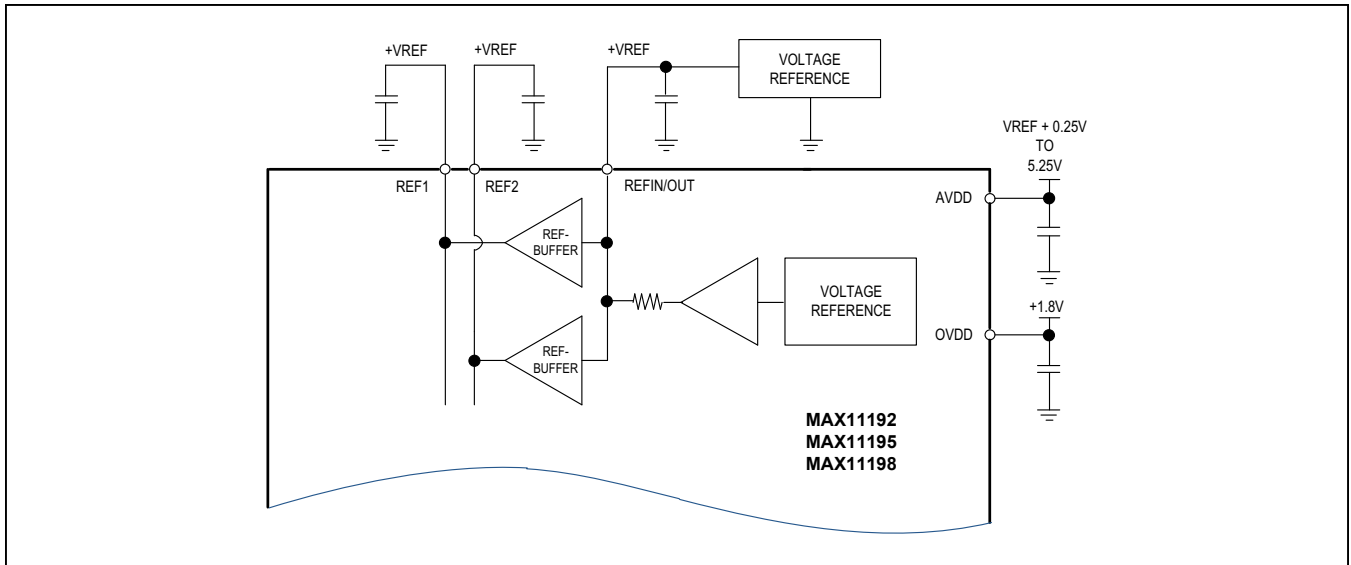 +VREF
+VREF
+VREF
VOLTAGE
REFERENCE
VREF + 0.25V
TO
5.25V
REF1
REF2
REFIN/OUT
AVDD
REF-
BUFFER
VOLTAGE
REFERENCE
+1.8V
OVDD
REF-
BUFFER
MAX11192
MAX11195
MAX11198